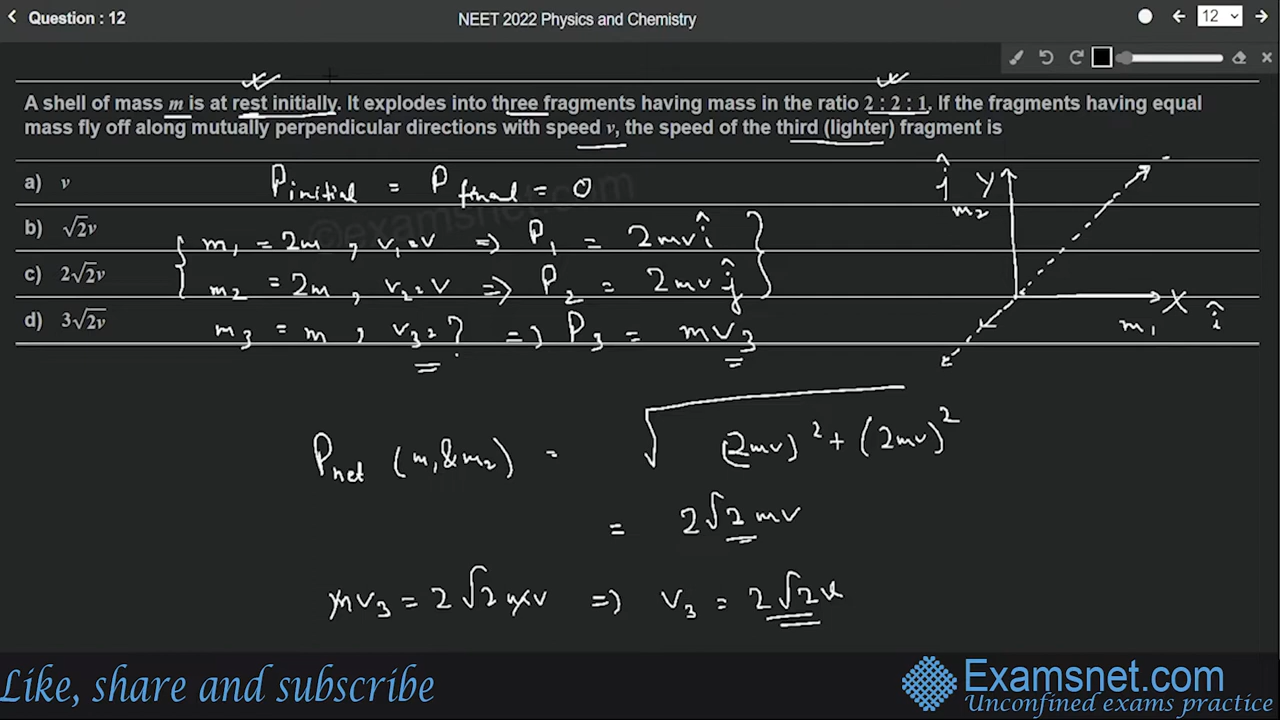 Question : 12
NEET 2022 Physics and Chemistry
12
A shell of mass m is at rest initially. It explodes into three fragments having mass in the ratio 2 : 2 : 1. If the fragments having equal
mass fly off along mutually perpendicular directions with speed v, the speed of the third (lighter) fragment is
a) v
P initial = P final = 0
b) √2v
m₁ = 2m , v₁ = v => P₁ = 2mv î
c) 2√2v
m₂ = 2m , v₂ = v => P₂ = 2mv ĵ
d) 3√2v
m₃ = m , v₃ = ? => P₃ = mv₃
ĵ Y
m₂
X î
m₁
©examsnet.com
P net (m₁ & m₂) = √(2mv)² + (2mv)²
= 2√2 mv
mv₃ = 2√2 mv => v₃ = 2√2v
Like, share and subscribe
Examsnet.com
Unconfined exams practice